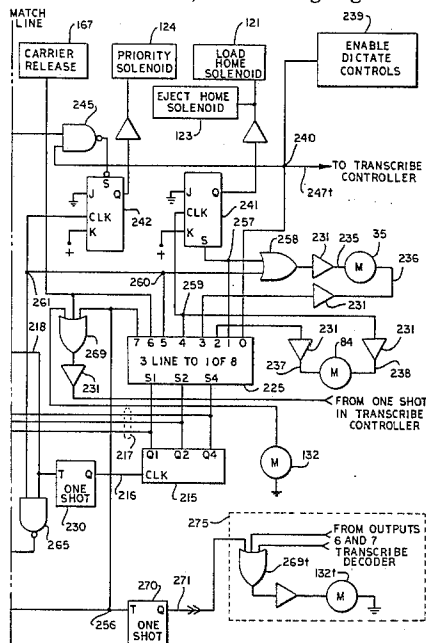 MATCH LINE
167
124
121
239
CARRIER RELEASE
PRIORITY SOLENOID
LOAD HOME SOLENOID
ENABLE DICTATE CONTROLS
EJECT HOME SOLENOID
245
123
240
TO TRANSCRIBE CONTROLLER
247t
S
J Q
CLK
K
+
242
J Q
CLK
K S
+
241
257
258
231
235
35
M
236
260
259
231
261
218
269
231
7 6 5 4 3 2 1 0
3 LINE TO 1 OF 8
S1 S2 S4
225
231
84
231
237
M
238
FROM ONE SHOT IN TRANSCRIBE CONTROLLER
217
Q1 Q2 Q4
CLK
215
M
132
T Q
ONE SHOT
216
230
265
275
FROM OUTPUTS 6 AND 7 TRANSCRIBE DECODER
270
271
269t
132t
M
T Q
ONE SHOT
256